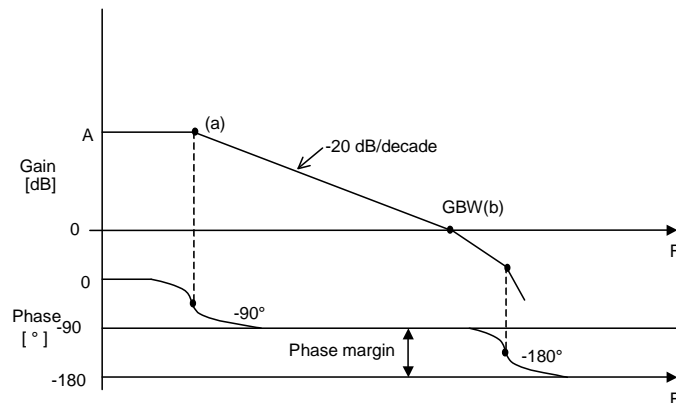 (a)
A
-20 dB/decade
Gain
[dB]
GBW(b)
0
0
-90°
Phase
-90
[ ° ]
Phase margin
-180°
-180